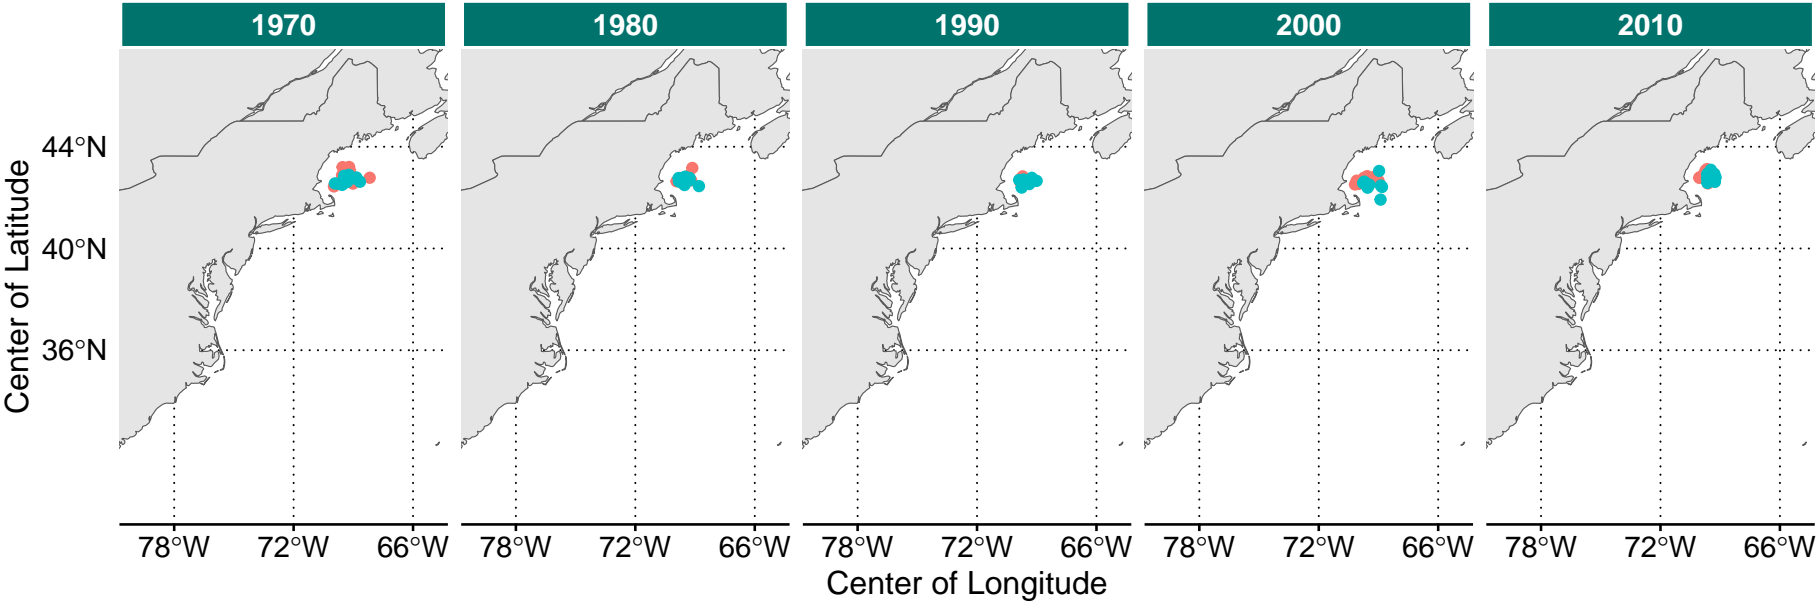 1970 1980 1990 2000 2010
Center of Latitude
44°N
40°N
36°N
78°W 72°W 66°W 78°W 72°W 66°W 78°W 72°W 66°W 78°W 72°W 66°W 78°W 72°W 66°W
Center of Longitude